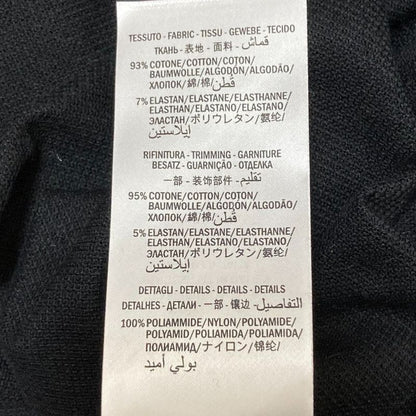 TESSUTO - FABRIC - TISSU - GEWEBE - TECIDO
ТКАНЬ - 表地 - 面料 - قماش
93% COTONE/COTTON/COTON/
BAUMWOLLE/ALGODÓN/ALGODÃO/
ХЛОПОК/綿/棉/قطن
7% ELASTAN/ELASTANE/ELASTHANNE/
ELASTHAN/ELASTANO/ELASTANO/
ЭЛАСТАН/ポリウレタン/氨纶/
إيلاستين
RIFINITURA - TRIMMING - GARNITURE
BESATZ - GUARNIÇÃO - ОТДЕЛКА
一部 - 装饰部件 - تقليم
95% COTONE/COTTON/COTON/
BAUMWOLLE/ALGODÓN/ALGODÃO/
ХЛОПОК/綿/棉/قطن
5% ELASTAN/ELASTANE/ELASTHANNE/
ELASTHAN/ELASTANO/ELASTANO/
ЭЛАСТАН/ポリウレタン/氨纶/
إيلاستين
DETTAGLI - DETAILS - DETAILS - DETAILS
DETALHES - ДЕТАЛИ - 一部 - 镶边 - التفاصيل
100% POLIAMMIDE/NYLON/POLYAMIDE/
POLYAMID/POLIAMIDA/POLIAMIDA/
ПОЛИАМИД/ナイロン/锦纶/
بولي أميد